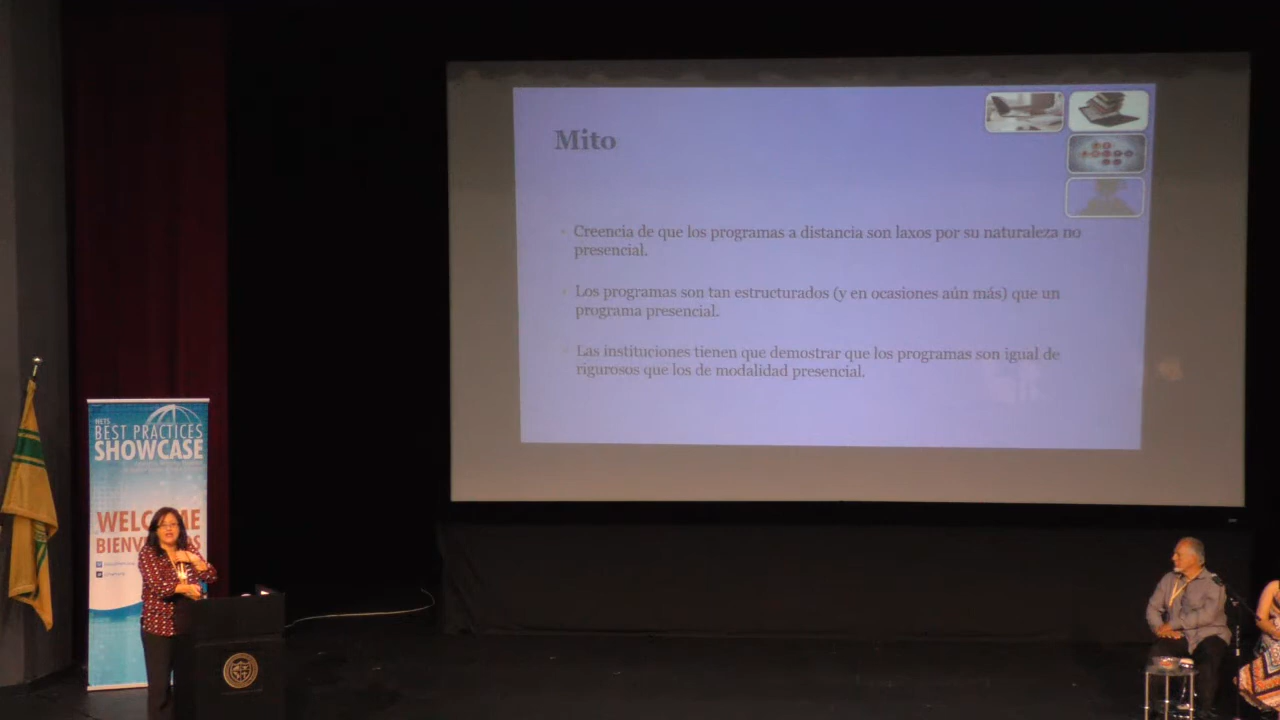 Mito
Creencia de que los programas a distancia son laxos por su naturaleza no
presencial.
Los programas son tan estructurados (y en ocasiones aún más) que un
programa presencial.
Las instituciones tienen que demostrar que los programas son igual de
rigurosos que los de modalidad presencial.
HETS
BEST PRACTICES
SHOWCASE